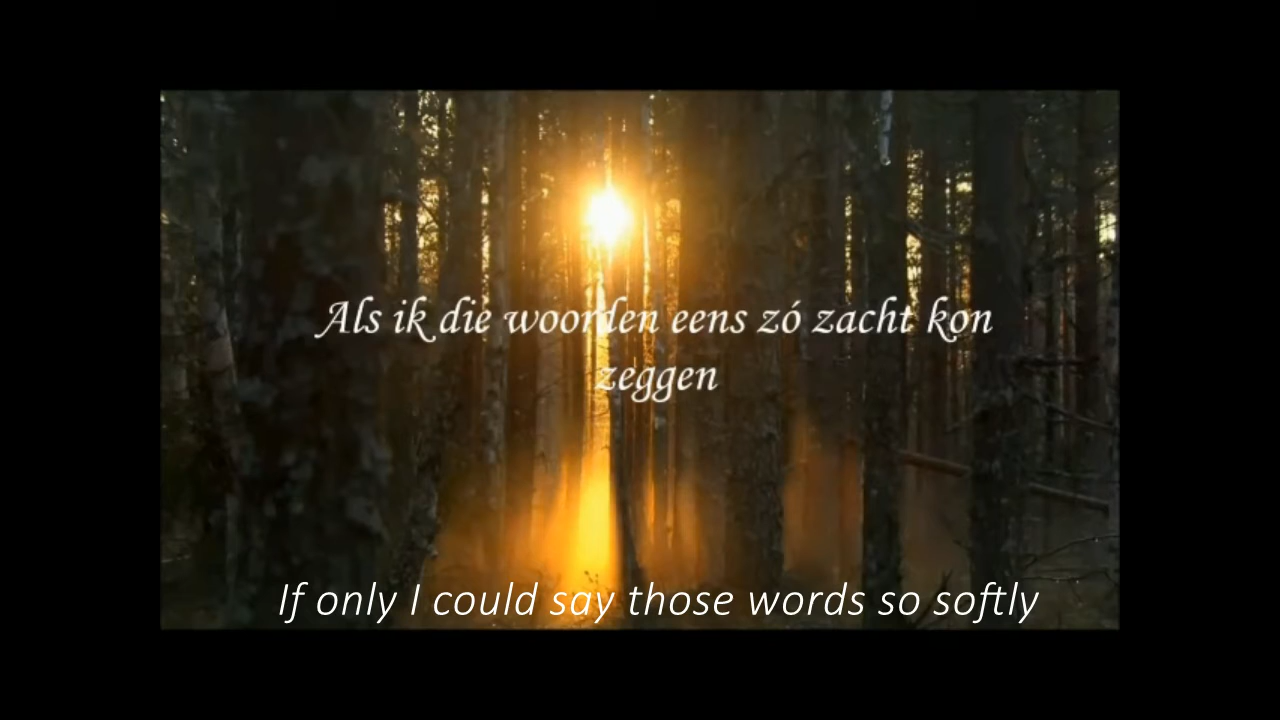 Als ik die woorden eens zó zacht kon
zeggen
If only I could say those words so softly